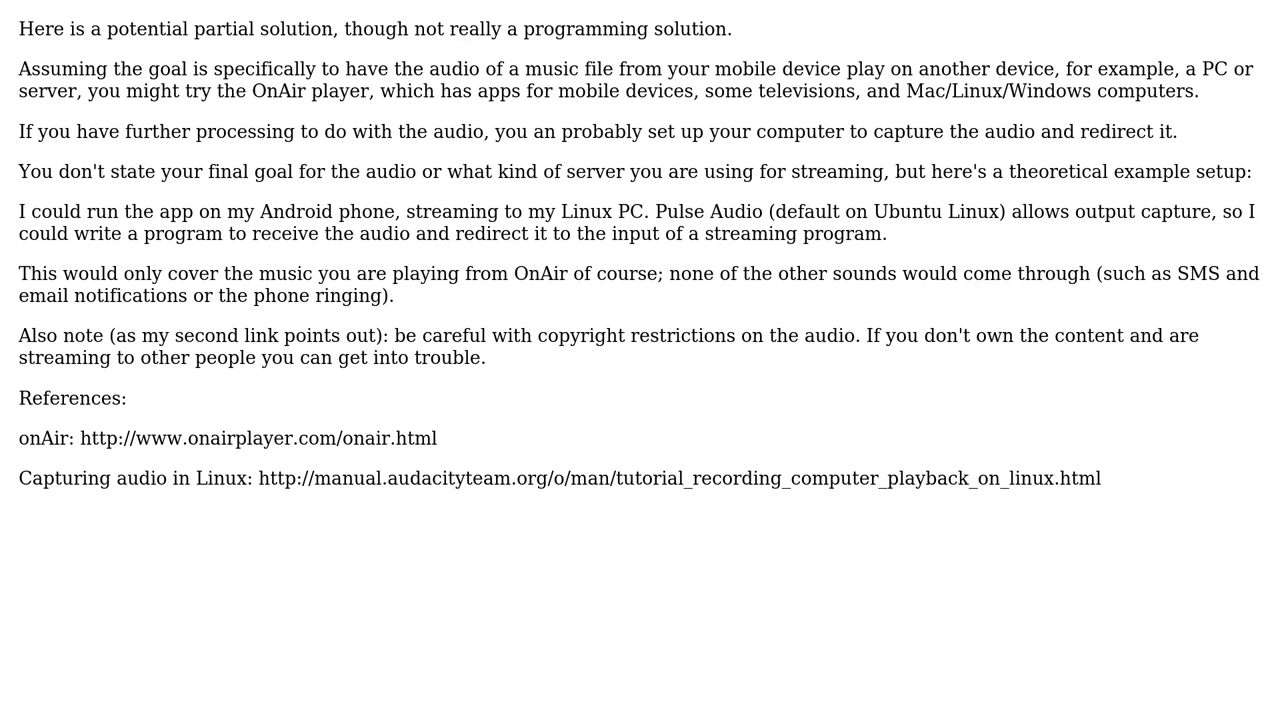 Here is a potential partial solution, though not really a programming solution.
Assuming the goal is specifically to have the audio of a music file from your mobile device play on another device, for example, a PC or
server, you might try the OnAir player, which has apps for mobile devices, some televisions, and Mac/Linux/Windows computers.
If you have further processing to do with the audio, you an probably set up your computer to capture the audio and redirect it.
You don't state your final goal for the audio or what kind of server you are using for streaming, but here's a theoretical example setup:
I could run the app on my Android phone, streaming to my Linux PC. Pulse Audio (default on Ubuntu Linux) allows output capture, so I
could write a program to receive the audio and redirect it to the input of a streaming program.
This would only cover the music you are playing from OnAir of course; none of the other sounds would come through (such as SMS and
email notifications or the phone ringing).
Also note (as my second link points out): be careful with copyright restrictions on the audio. If you don't own the content and are
streaming to other people you can get into trouble.
References:
onAir: http://www.onairplayer.com/onair.html
Capturing audio in Linux: http://manual.audacityteam.org/o/man/tutorial_recording_computer_playback_on_linux.html